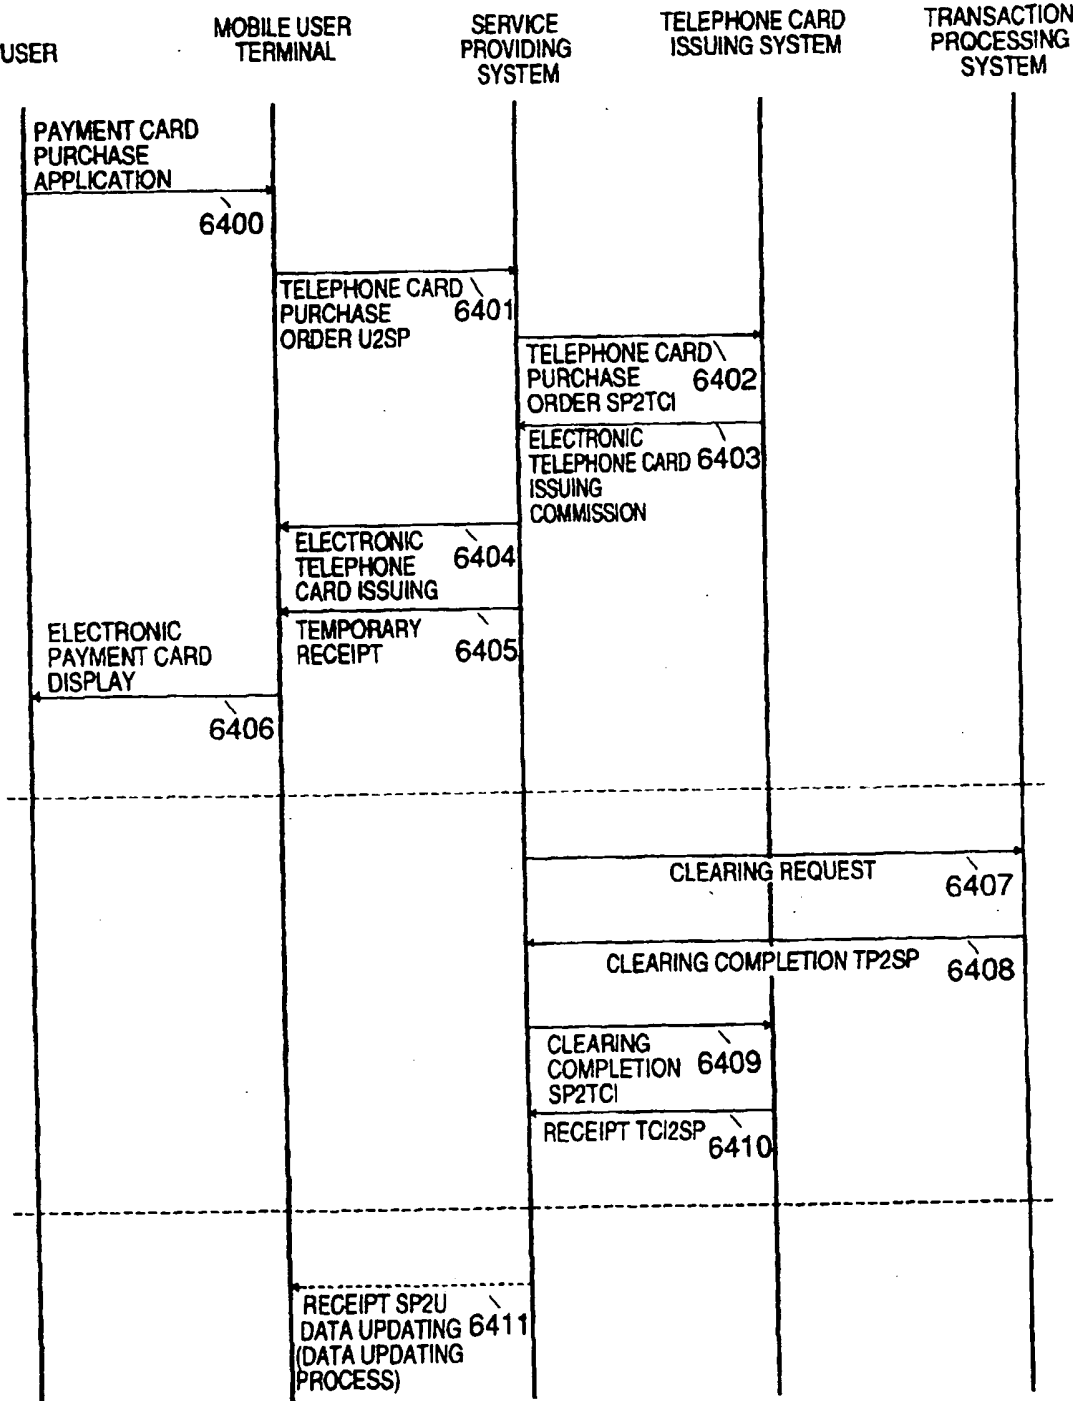 USER
MOBILE USER
TERMINAL
SERVICE
PROVIDING
SYSTEM
TELEPHONE CARD
ISSUING SYSTEM
TRANSACTION
PROCESSING
SYSTEM
PAYMENT CARD
PURCHASE
APPLICATION
6400
TELEPHONE CARD
PURCHASE
ORDER U2SP
6401
TELEPHONE CARD
PURCHASE
ORDER SP2TCI
6402
ELECTRONIC
TELEPHONE CARD
ISSUING
COMMISSION
6403
ELECTRONIC
TELEPHONE
CARD ISSUING
6404
TEMPORARY
RECEIPT
6405
ELECTRONIC
PAYMENT CARD
DISPLAY
6406
CLEARING REQUEST
6407
CLEARING COMPLETION TP2SP
6408
CLEARING
COMPLETION
SP2TCI
6409
RECEIPT TCI2SP
6410
RECEIPT SP2U
DATA UPDATING
(DATA UPDATING
PROCESS)
6411